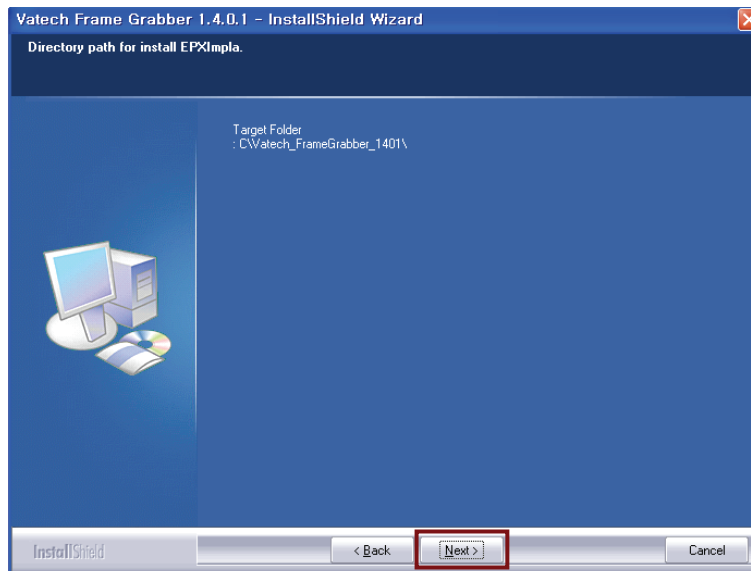 Vatech Frame Grabber 1.4.0.1 - InstallShield Wizard
Directory path for install EPXImpla.
Target Folder
: C\Vatech_FrameGrabber_1401\
InstallShield
< Back
Next >
Cancel